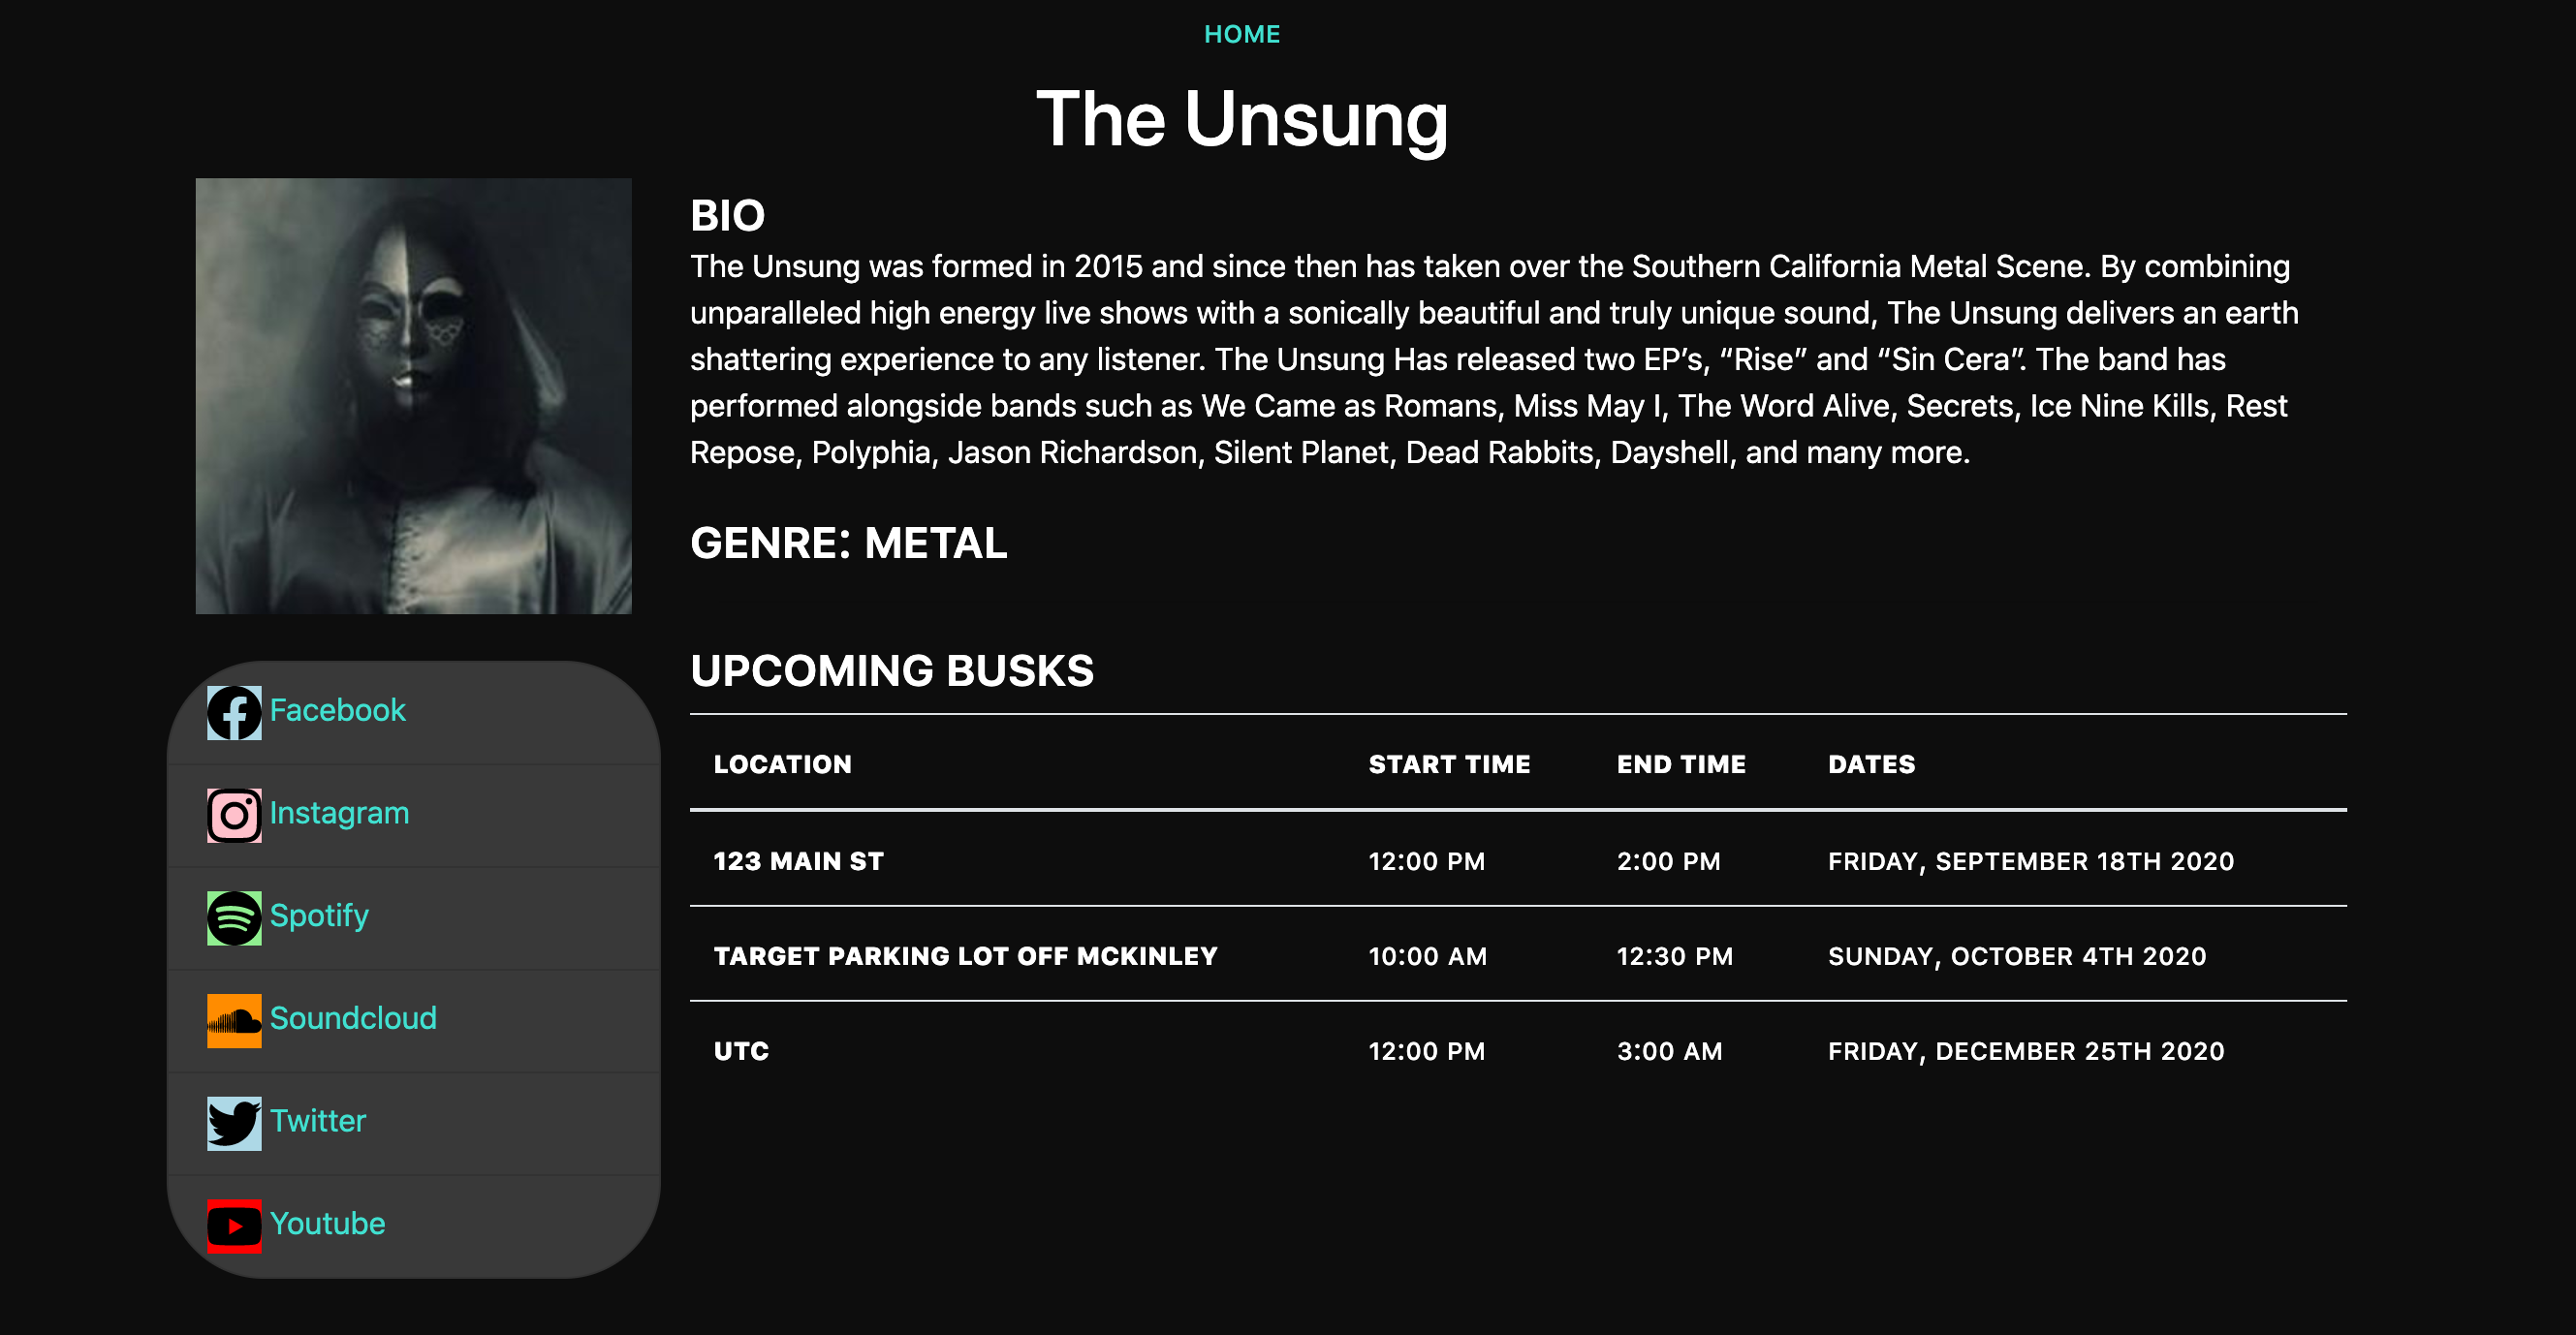 HOME
The Unsung
BIO
The Unsung was formed in 2015 and since then has taken over the Southern California Metal Scene. By combining
unparalleled high energy live shows with a sonically beautiful and truly unique sound, The Unsung delivers an earth
shattering experience to any listener. The Unsung Has released two EP’s, “Rise” and “Sin Cera”. The band has
performed alongside bands such as We Came as Romans, Miss May I, The Word Alive, Secrets, Ice Nine Kills, Rest
Repose, Polyphia, Jason Richardson, Silent Planet, Dead Rabbits, Dayshell, and many more.
GENRE: METAL
Facebook
Instagram
Spotify
Soundcloud
Twitter
Youtube
UPCOMING BUSKS
LOCATION START TIME END TIME DATES
123 MAIN ST 12:00 PM 2:00 PM FRIDAY, SEPTEMBER 18TH 2020
TARGET PARKING LOT OFF MCKINLEY 10:00 AM 12:30 PM SUNDAY, OCTOBER 4TH 2020
UTC 12:00 PM 3:00 AM FRIDAY, DECEMBER 25TH 2020